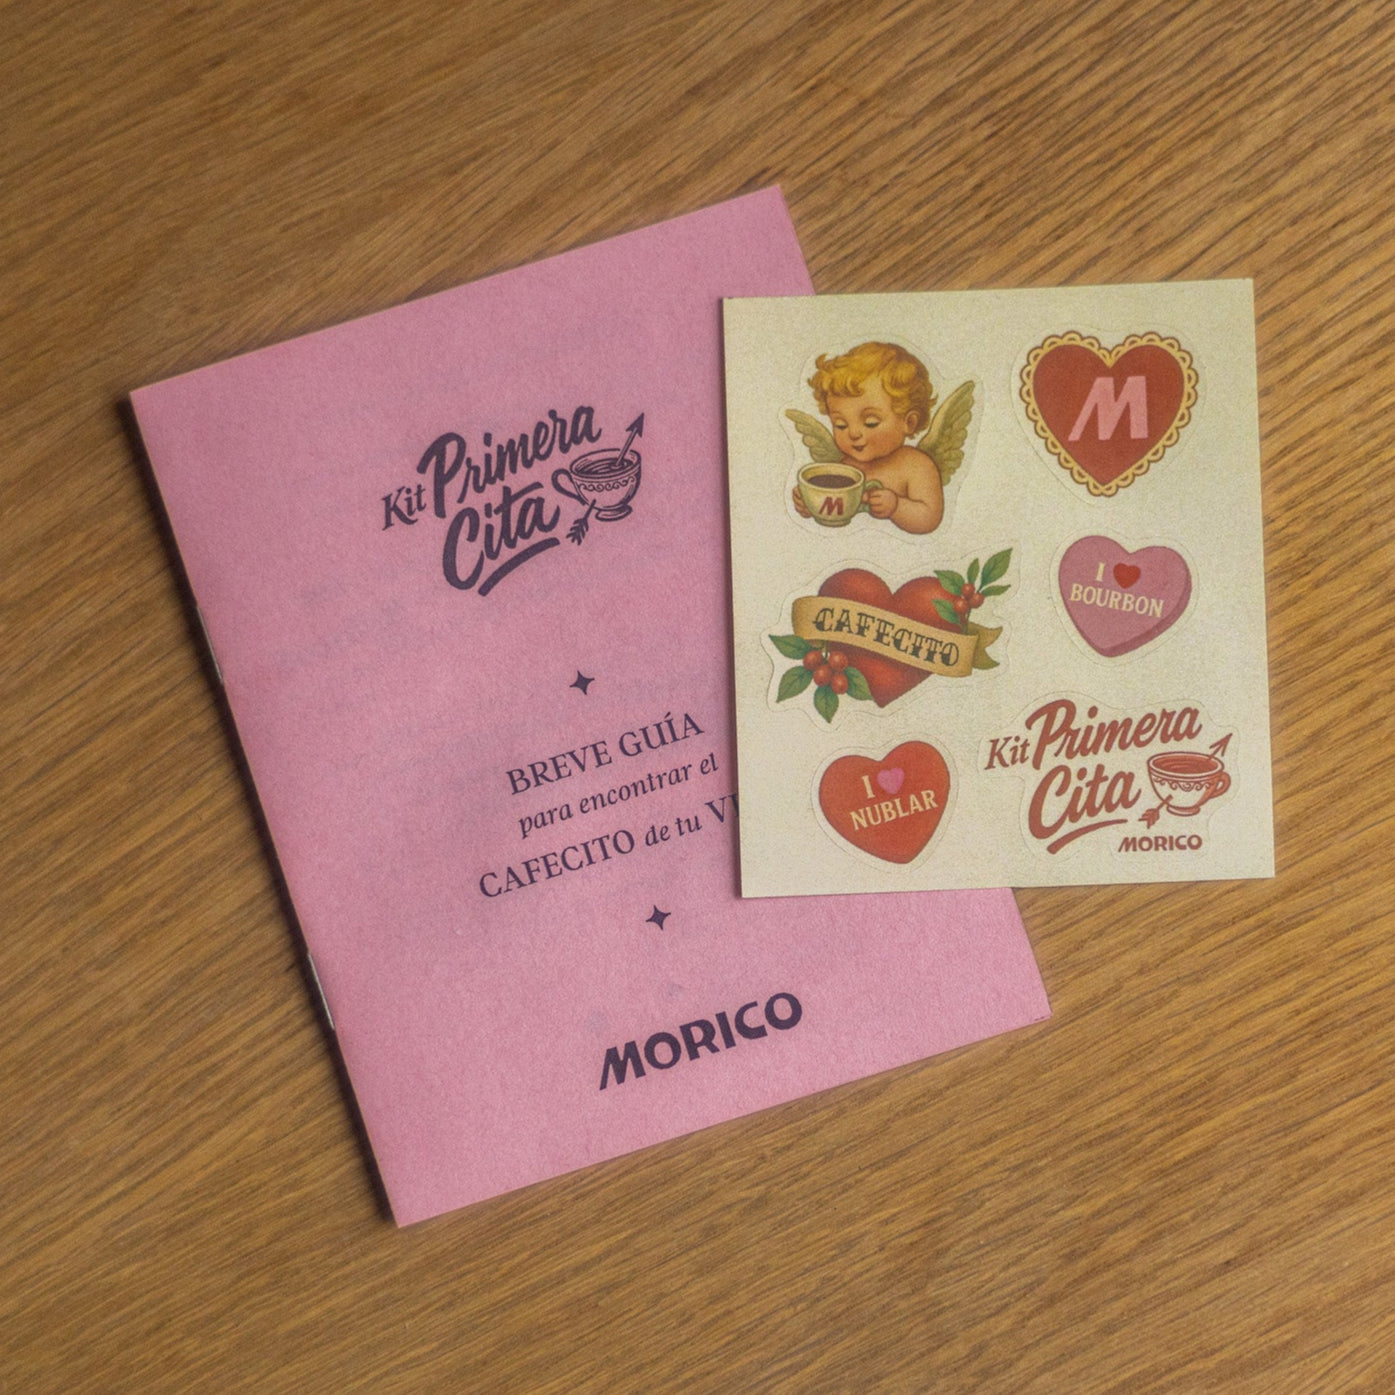 Kit Primera
Cita
BREVE GUÍA
para encontrar el
CAFECITO de tu
MORICO
M
M
CAFECITO
I
BOURBON
I
NUBLAR
Kit Primera
Cita
MORICO